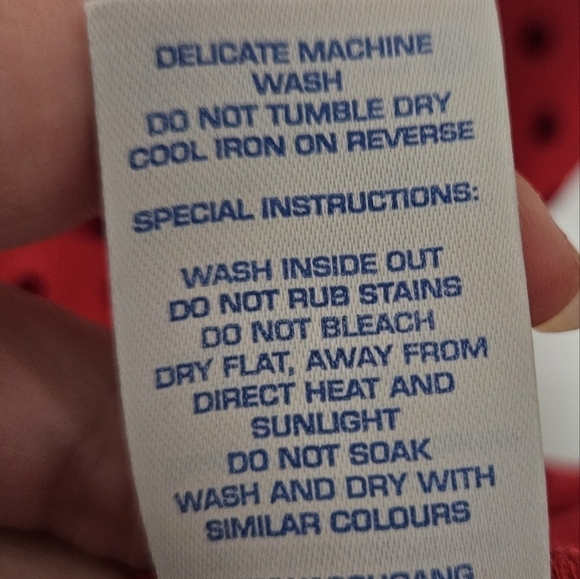 DELICATE MACHINE
WASH
DO NOT TUMBLE DRY
COOL IRON ON REVERSE
SPECIAL INSTRUCTIONS:
WASH INSIDE OUT
DO NOT RUB STAINS
DO NOT BLEACH
DRY FLAT, AWAY FROM
DIRECT HEAT AND
SUNLIGHT
DO NOT SOAK
WASH AND DRY WITH
SIMILAR COLOURS